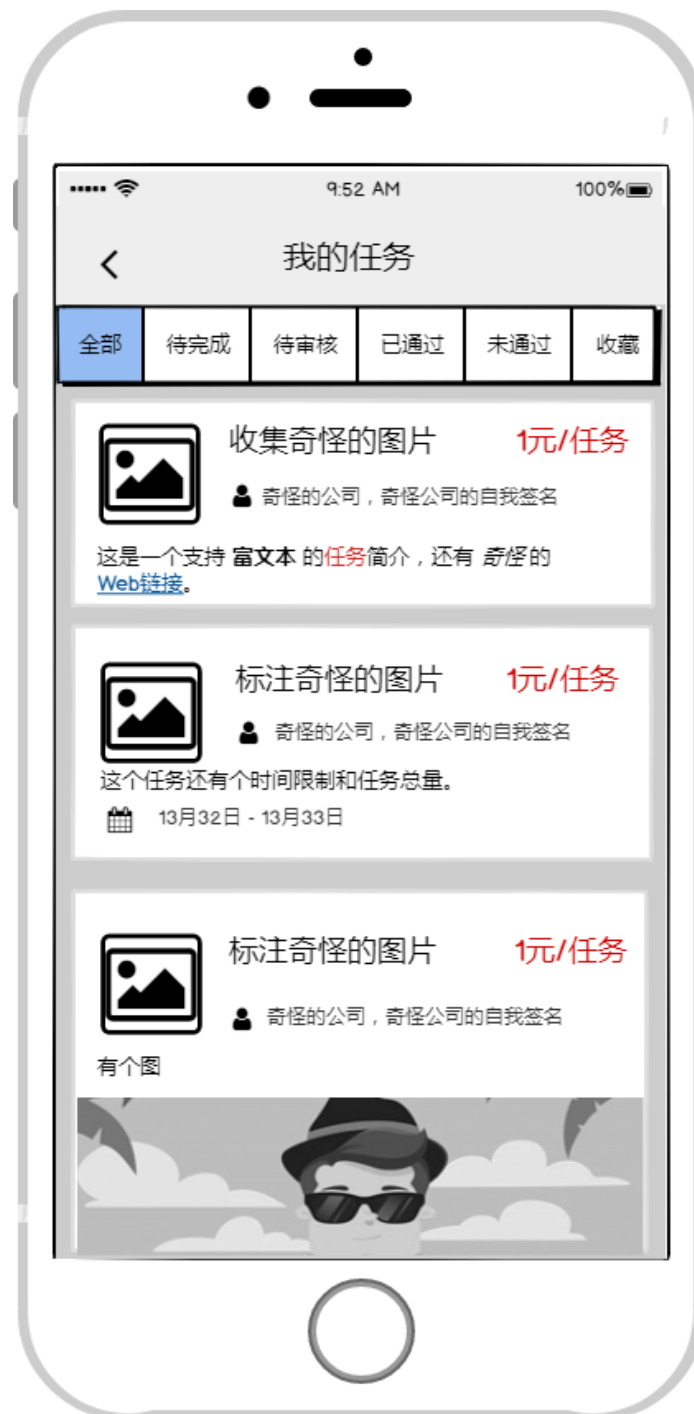 9:52 AM 100%
我的任务
全部 待完成 待审核 已通过 未通过 收藏
收集奇怪的图片 1元/任务
奇怪的公司，奇怪公司的自我签名
这是一个支持 富文本 的任务简介，还有 奇怪 的
Web链接。
标注奇怪的图片 1元/任务
奇怪的公司，奇怪公司的自我签名
这个任务还有个时间限制和任务总量。
13月32日 - 13月33日
标注奇怪的图片 1元/任务
奇怪的公司，奇怪公司的自我签名
有个图